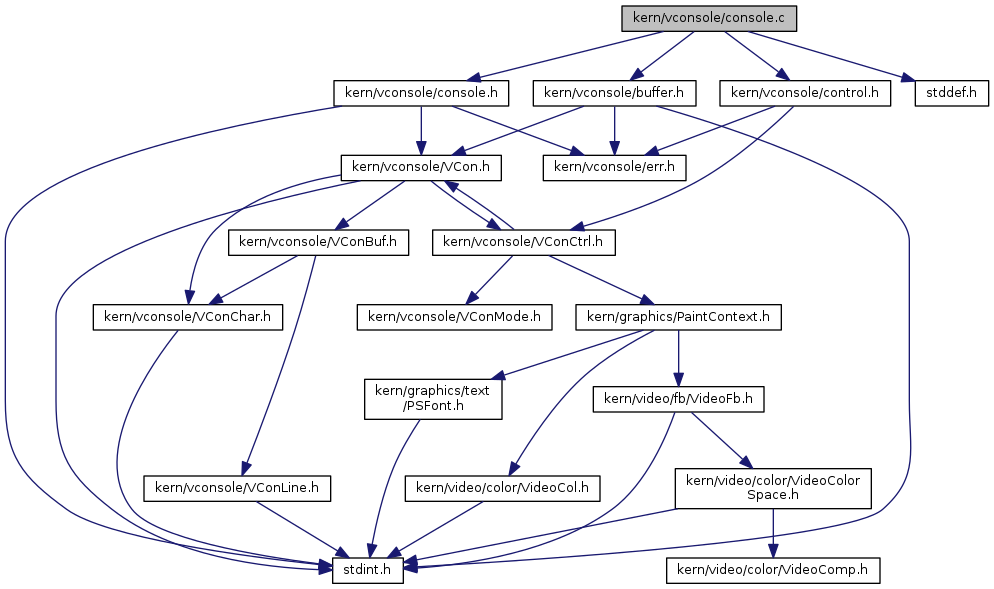 kern/vconsole/console.c
kern/vconsole/console.h
kern/vconsole/buffer.h
kern/vconsole/control.h
stddef.h
kern/vconsole/VCon.h
kern/vconsole/err.h
kern/vconsole/VConBuf.h
kern/vconsole/VConCtrl.h
kern/vconsole/VConChar.h
kern/vconsole/VConMode.h
kern/graphics/PaintContext.h
kern/graphics/text
/PSFont.h
kern/video/fb/VideoFb.h
kern/vconsole/VConLine.h
kern/video/color/VideoCol.h
kern/video/color/VideoColor
Space.h
stdint.h
kern/video/color/VideoComp.h